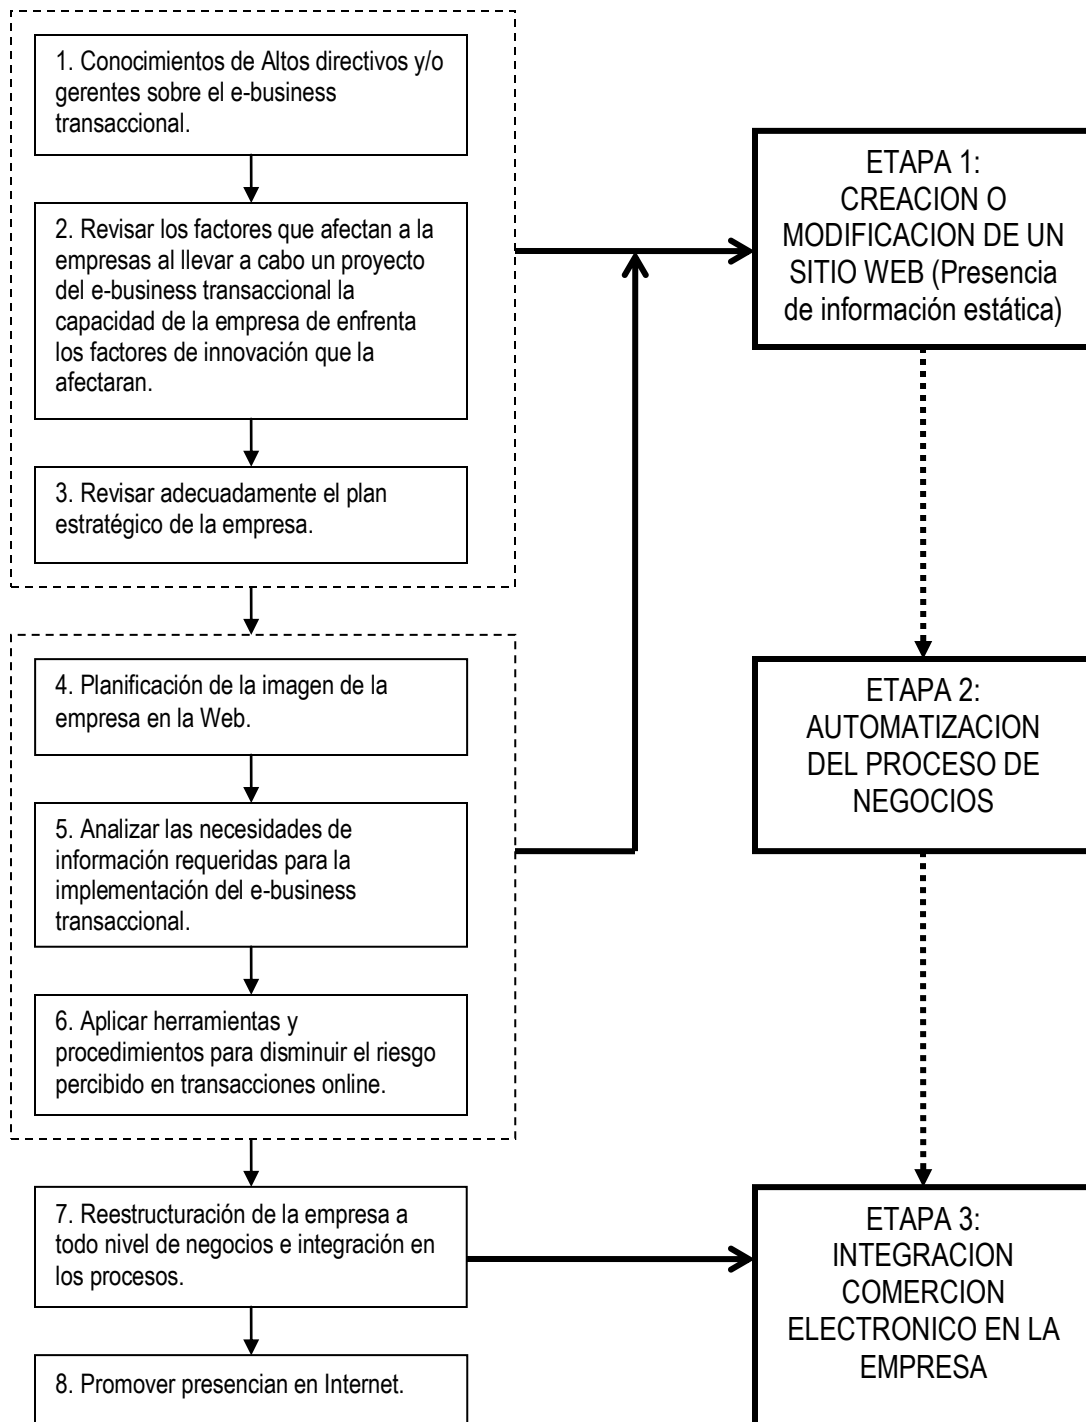 1. Conocimientos de Altos directivos y/o
gerentes sobre el e-business
transaccional.
2. Revisar los factores que afectan a la
empresas al llevar a cabo un proyecto
del e-business transaccional la
capacidad de la empresa de enfrenta
los factores de innovación que la
afectaran.
3. Revisar adecuadamente el plan
estratégico de la empresa.
4. Planificación de la imagen de la
empresa en la Web.
5. Analizar las necesidades de
información requeridas para la
implementación del e-business
transaccional.
6. Aplicar herramientas y
procedimientos para disminuir el riesgo
percibido en transacciones online.
7. Reestructuración de la empresa a
todo nivel de negocios e integración en
los procesos.
8. Promover presencian en Internet.
ETAPA 1:
CREACION O
MODIFICACION DE UN
SITIO WEB (Presencia
de información estática)
ETAPA 2:
AUTOMATIZACION
DEL PROCESO DE
NEGOCIOS
ETAPA 3:
INTEGRACION
COMERCION
ELECTRONICO EN LA
EMPRESA